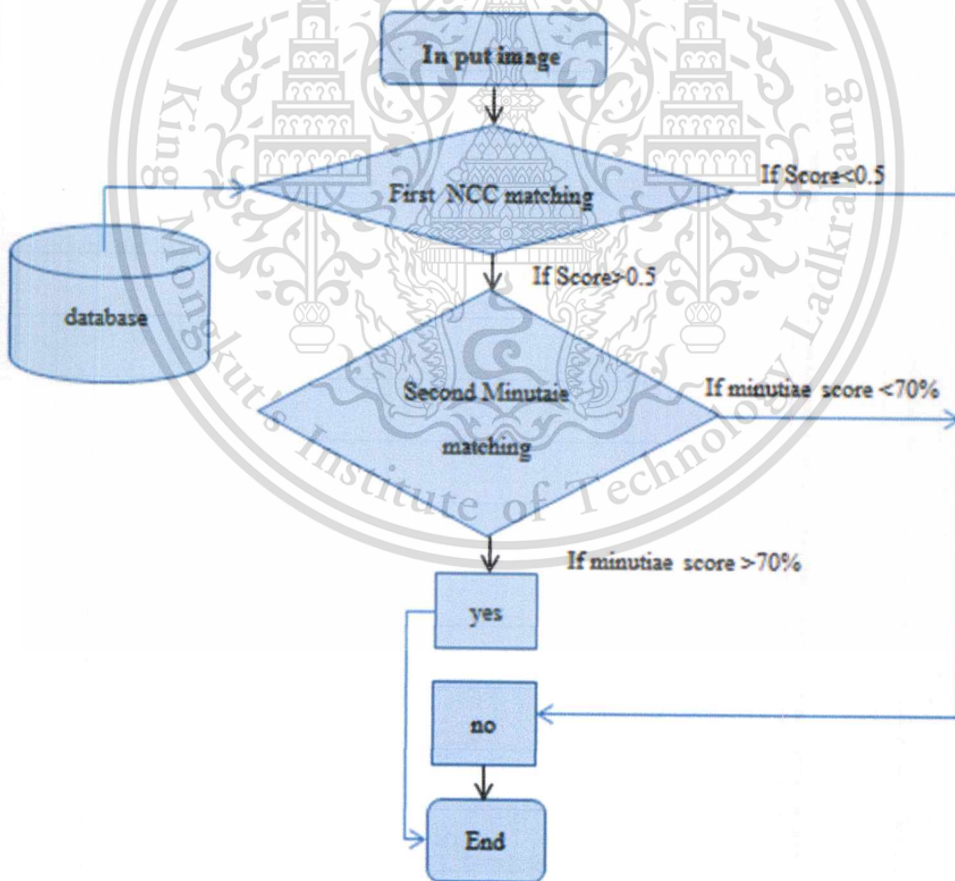 In put image
First NCC matching
If Score<0.5
If Score>0.5
database
Second Minutaie
matching
If minutiae score <70%
If minutiae score >70%
yes
no
End
King Mongkut's Institute of Technology Ladkrabang